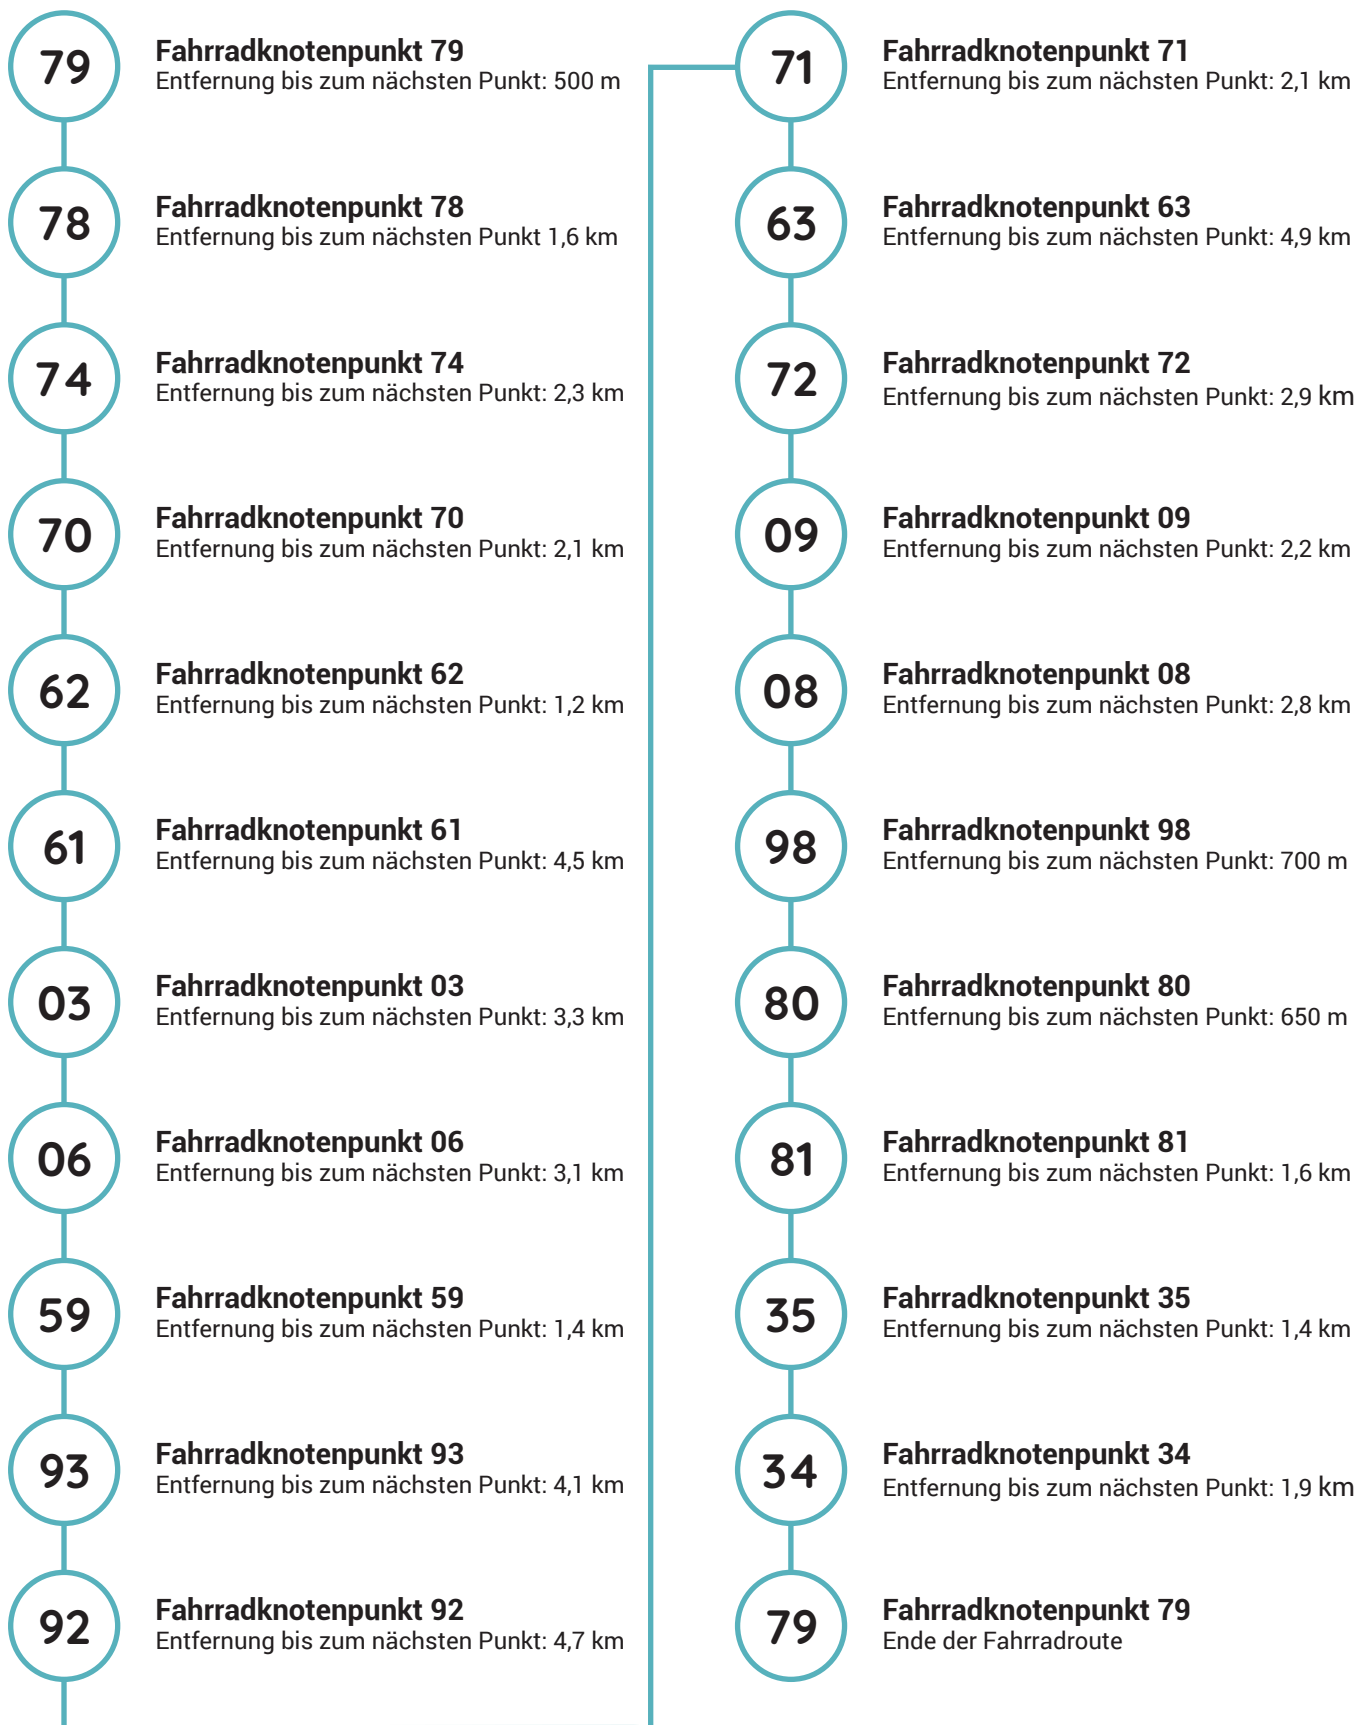 79
Fahrradknotenpunkt 79
Entfernung bis zum nächsten Punkt: 500 m
78
Fahrradknotenpunkt 78
Entfernung bis zum nächsten Punkt 1,6 km
74
Fahrradknotenpunkt 74
Entfernung bis zum nächsten Punkt: 2,3 km
70
Fahrradknotenpunkt 70
Entfernung bis zum nächsten Punkt: 2,1 km
62
Fahrradknotenpunkt 62
Entfernung bis zum nächsten Punkt: 1,2 km
61
Fahrradknotenpunkt 61
Entfernung bis zum nächsten Punkt: 4,5 km
03
Fahrradknotenpunkt 03
Entfernung bis zum nächsten Punkt: 3,3 km
06
Fahrradknotenpunkt 06
Entfernung bis zum nächsten Punkt: 3,1 km
59
Fahrradknotenpunkt 59
Entfernung bis zum nächsten Punkt: 1,4 km
93
Fahrradknotenpunkt 93
Entfernung bis zum nächsten Punkt: 4,1 km
92
Fahrradknotenpunkt 92
Entfernung bis zum nächsten Punkt: 4,7 km
71
Fahrradknotenpunkt 71
Entfernung bis zum nächsten Punkt: 2,1 km
63
Fahrradknotenpunkt 63
Entfernung bis zum nächsten Punkt: 4,9 km
72
Fahrradknotenpunkt 72
Entfernung bis zum nächsten Punkt: 2,9 km
09
Fahrradknotenpunkt 09
Entfernung bis zum nächsten Punkt: 2,2 km
08
Fahrradknotenpunkt 08
Entfernung bis zum nächsten Punkt: 2,8 km
98
Fahrradknotenpunkt 98
Entfernung bis zum nächsten Punkt: 700 m
80
Fahrradknotenpunkt 80
Entfernung bis zum nächsten Punkt: 650 m
81
Fahrradknotenpunkt 81
Entfernung bis zum nächsten Punkt: 1,6 km
35
Fahrradknotenpunkt 35
Entfernung bis zum nächsten Punkt: 1,4 km
34
Fahrradknotenpunkt 34
Entfernung bis zum nächsten Punkt: 1,9 km
79
Fahrradknotenpunkt 79
Ende der Fahrradroute